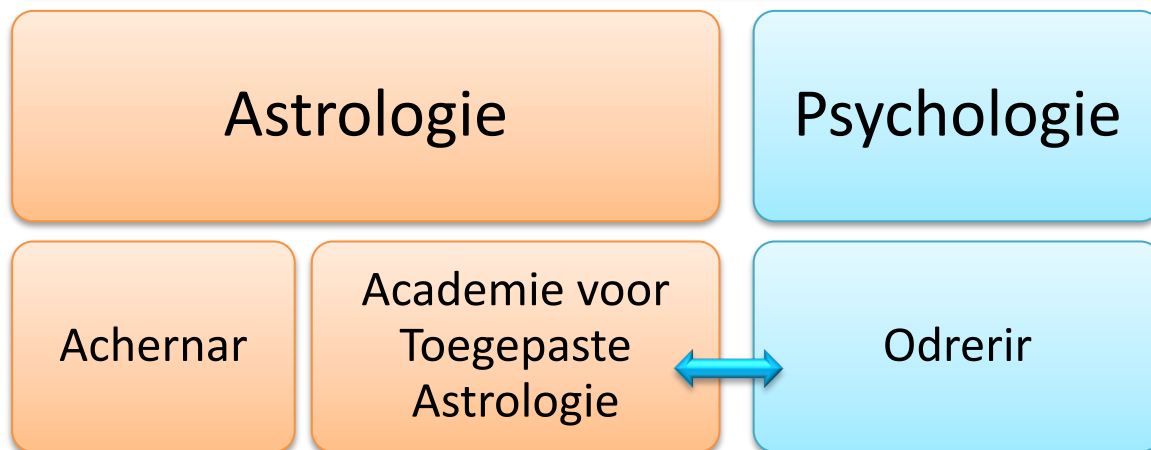 Astrologie
Psychologie
Achernar
Academie voor
Toegepaste
Astrologie
Odrerir